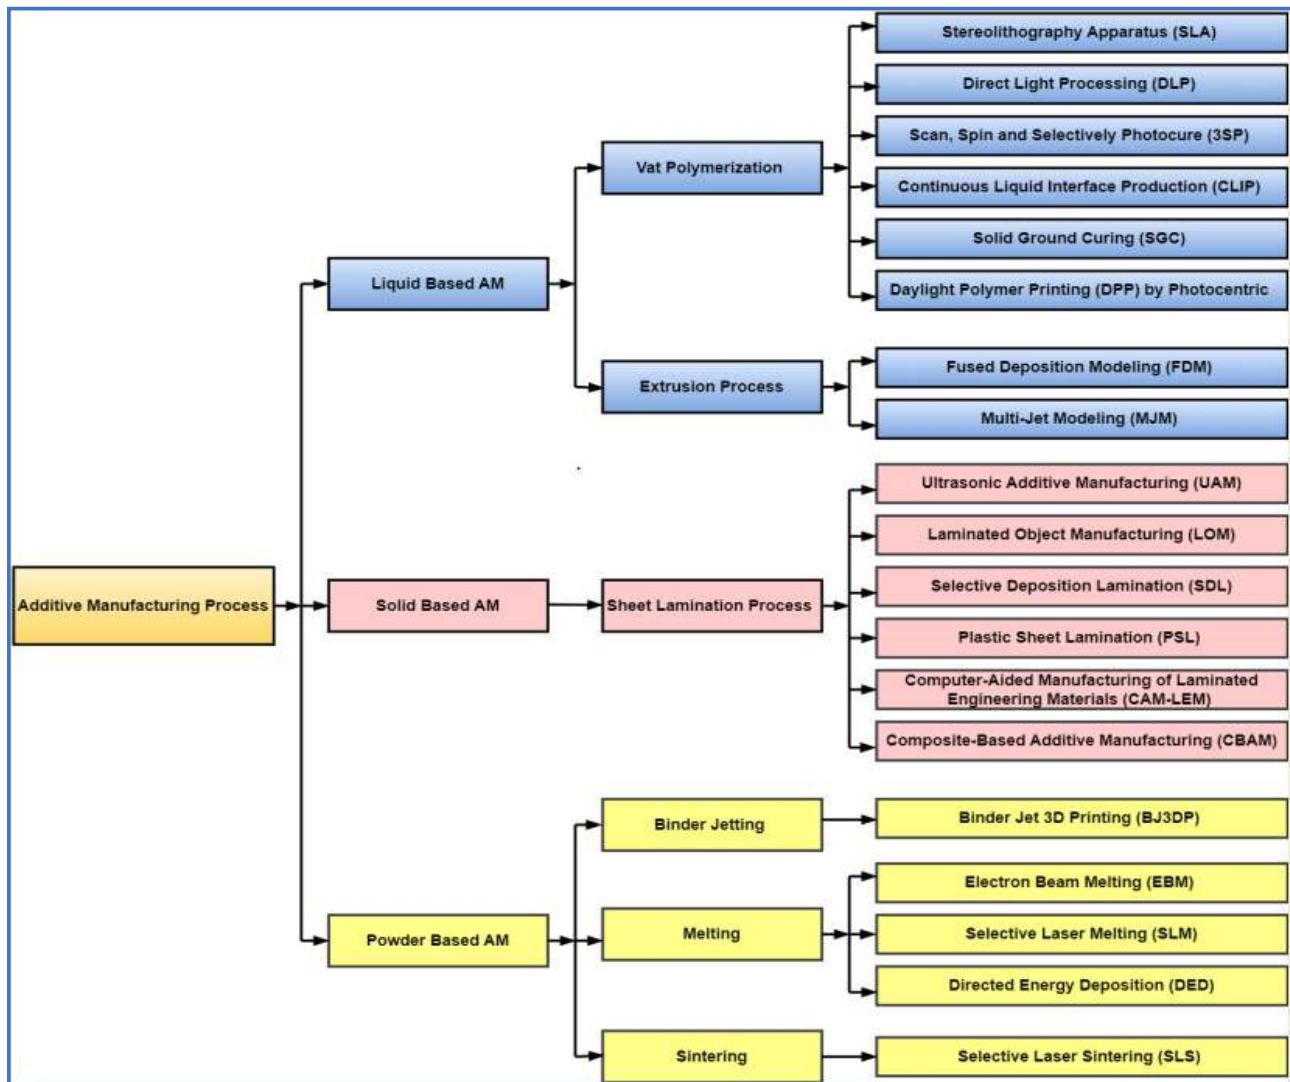 Stereolithography Apparatus (SLA)
Direct Light Processing (DLP)
Scan, Spin and Selectively Photocure (3SP)
Vat Polymerization
Continuous Liquid Interface Production (CLIP)
Solid Ground Curing (SGC)
Liquid Based AM
Daylight Polymer Printing (DPP) by Photocentric
Fused Deposition Modeling (FDM)
Extrusion Process
Multi-Jet Modeling (MJM)
Ultrasonic Additive Manufacturing (UAM)
Laminated Object Manufacturing (LOM)
Selective Deposition Lamination (SDL)
Additive Manufacturing Process
Solid Based AM
Sheet Lamination Process
Plastic Sheet Lamination (PSL)
Computer-Aided Manufacturing of Laminated
Engineering Materials (CAM-LEM)
Composite-Based Additive Manufacturing (CBAM)
Binder Jetting
Binder Jet 3D Printing (BJ3DP)
Electron Beam Melting (EBM)
Powder Based AM
Melting
Selective Laser Melting (SLM)
Directed Energy Deposition (DED)
Sintering
Selective Laser Sintering (SLS)